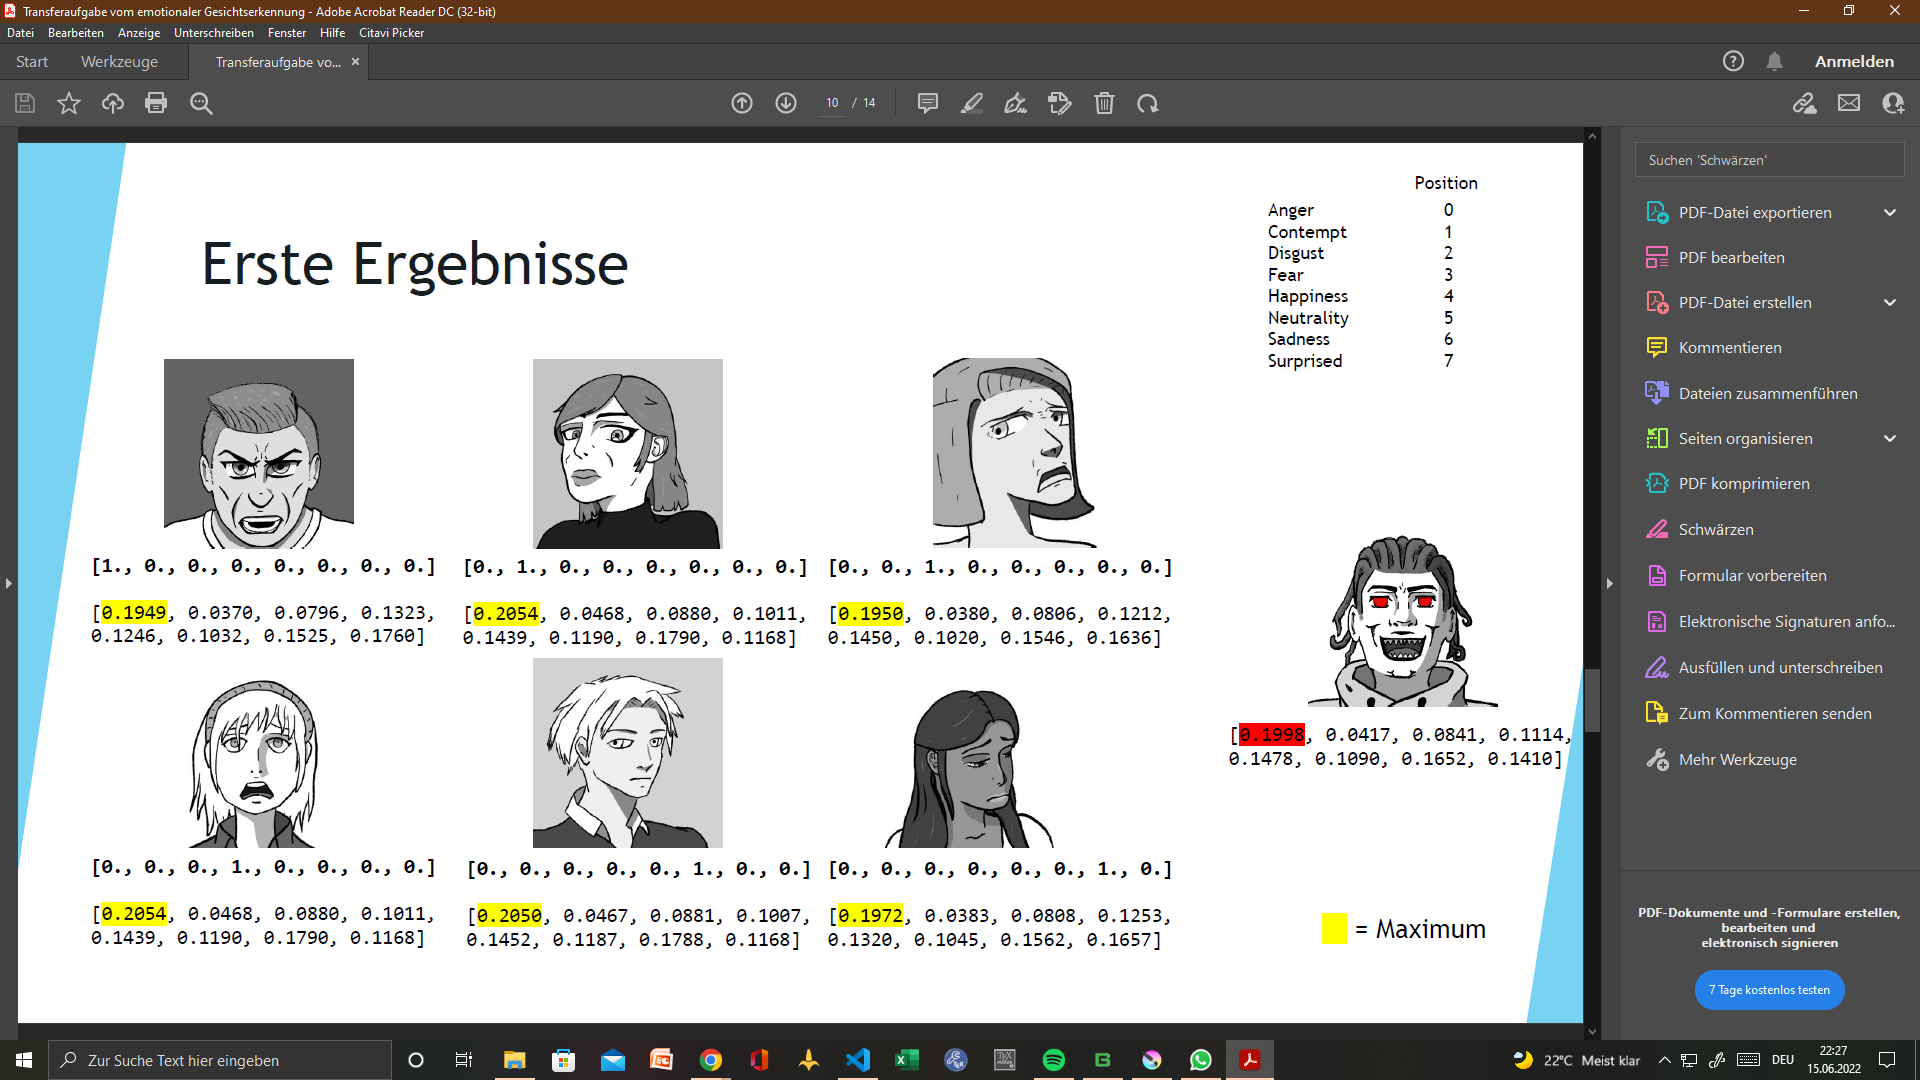 Transferaufgabe vom emotionaler Gesichtserkennung - Adobe Acrobat Reader DC (32-bit)
Datei Bearbeiten Anzeige Unterschreiben Fenster Hilfe Citavi Picker
Start Werkzeuge Transferaufgabe vo... × Anmelden
10 / 14
Erste Ergebnisse
Position
Anger 0
Contempt 1
Disgust 2
Fear 3
Happiness 4
Neutrality 5
Sadness 6
Surprised 7
[1., 0., 0., 0., 0., 0., 0., 0.]
[0.1949, 0.0370, 0.0796, 0.1323,
0.1246, 0.1032, 0.1525, 0.1760]
[0., 1., 0., 0., 0., 0., 0., 0.]
[0.2054, 0.0468, 0.0880, 0.1011,
0.1439, 0.1190, 0.1790, 0.1168]
[0., 0., 1., 0., 0., 0., 0., 0.]
[0.1950, 0.0380, 0.0806, 0.1212,
0.1450, 0.1020, 0.1546, 0.1636]
[0., 0., 0., 1., 0., 0., 0., 0.]
[0.2054, 0.0468, 0.0880, 0.1011,
0.1439, 0.1190, 0.1790, 0.1168]
[0., 0., 0., 0., 0., 1., 0., 0.]
[0.2050, 0.0467, 0.0881, 0.1007,
0.1452, 0.1187, 0.1788, 0.1168]
[0., 0., 0., 0., 0., 0., 1., 0.]
[0.1972, 0.0383, 0.0808, 0.1253,
0.1320, 0.1045, 0.1562, 0.1657]
[0.1998, 0.0417, 0.0841, 0.1114,
0.1478, 0.1090, 0.1652, 0.1410]
= Maximum
Suchen 'Schwärzen'
PDF-Datei exportieren
PDF bearbeiten
PDF-Datei erstellen
Kommentieren
Dateien zusammenführen
Seiten organisieren
PDF komprimieren
Schwärzen
Formular vorbereiten
Elektronische Signaturen anfo...
Ausfüllen und unterschreiben
Zum Kommentieren senden
Mehr Werkzeuge
PDF-Dokumente und -Formulare erstellen,
bearbeiten und
elektronisch signieren
7 Tage kostenlos testen
Zur Suche Text hier eingeben
22°C Meist klar
DEU
22:27
15.06.2022